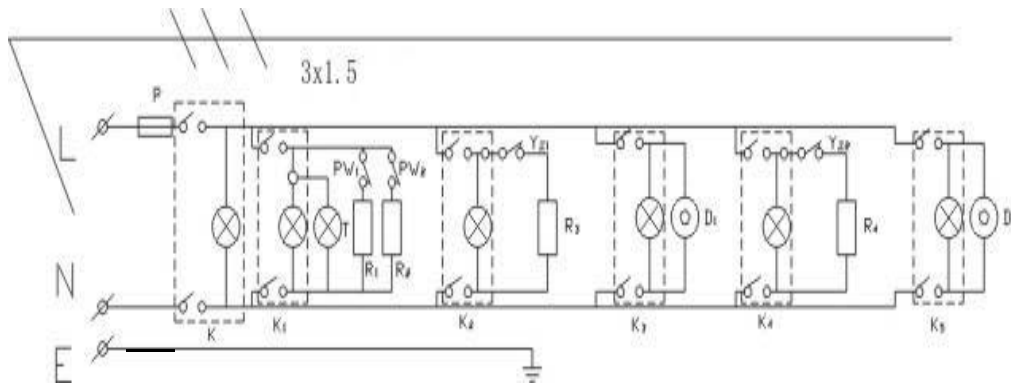 3x1.5
P
L
PW₁ PW₂ Y₂₁ Y₂₂
T R₁ R₂ R₃ D₁ R₄ D
N
K K₁ K₂ K₃ K₄ K₅
E